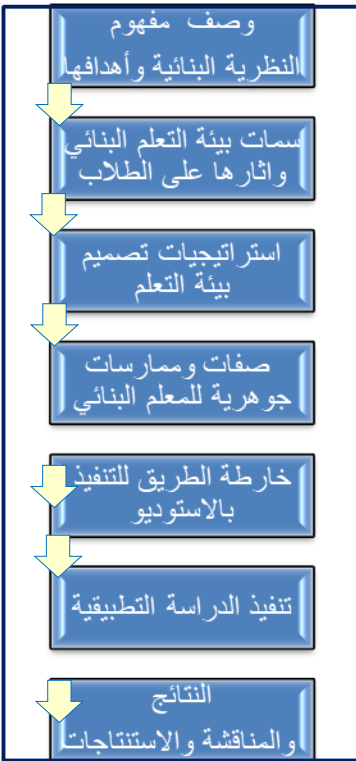 وصف مفهوم
النظرية البنائية وأهدافها
سمات بيئة التعلم البنائي
واثارها على الطلاب
استراتيجيات تصميم
بيئة التعلم
صفات وممارسات
جوهرية للمعلم البنائي
خارطة الطريق للتنفيذ
بالاستوديو
تنفيذ الدراسة التطبيقية
النتائج
والمناقشة والاستنتاجات